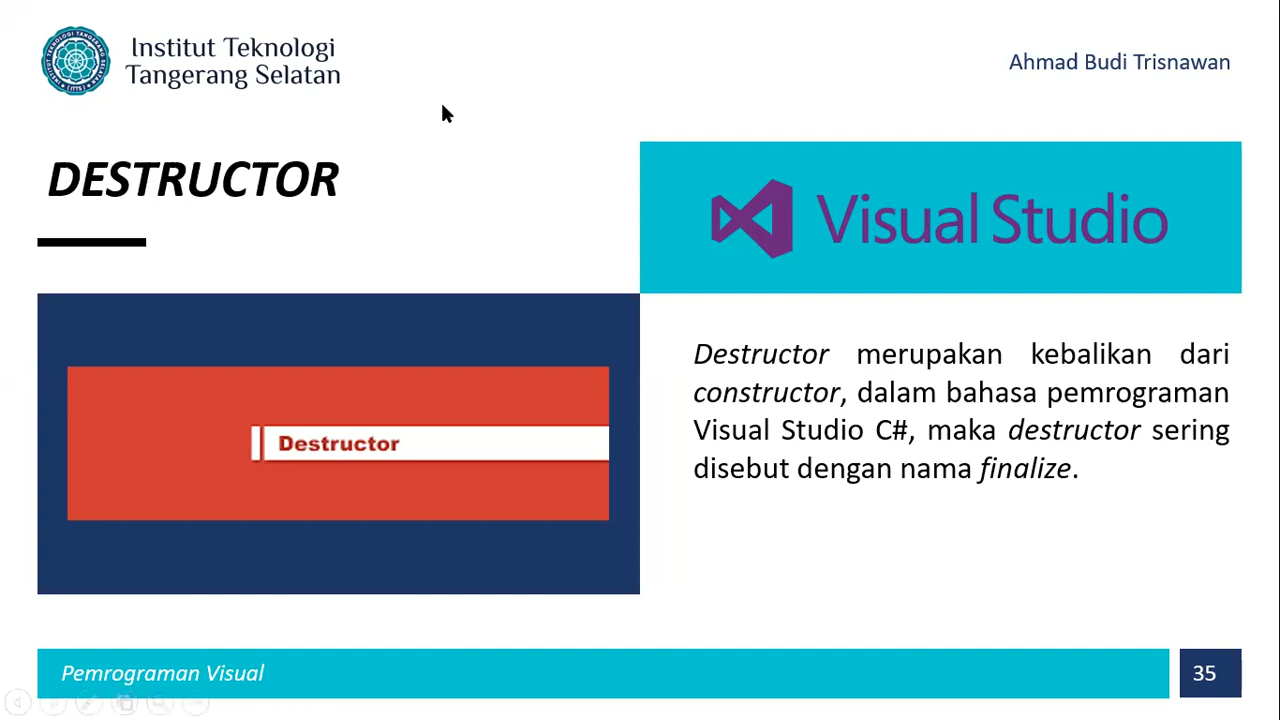 Institut Teknologi
Tangerang Selatan
Ahmad Budi Trisnawan
DESTRUCTOR
Visual Studio
Destructor
Destructor merupakan kebalikan dari
constructor, dalam bahasa pemrograman
Visual Studio C#, maka destructor sering
disebut dengan nama finalize.
Pemrograman Visual
35